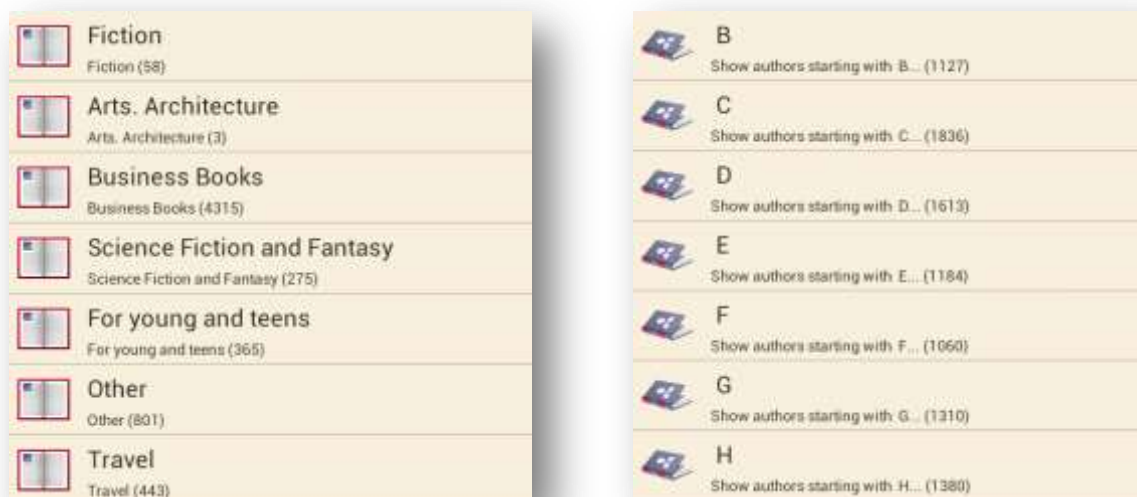 Fiction
Fiction (58)
Arts. Architecture
Arts. Architecture (3)
Business Books
Business Books (4315)
Science Fiction and Fantasy
Science Fiction and Fantasy (275)
For young and teens
For young and teens (365)
Other
Other (801)
Travel
Travel (443)
B
Show authors starting with B... (1127)
C
Show authors starting with C... (1836)
D
Show authors starting with D... (1613)
E
Show authors starting with E... (1184)
F
Show authors starting with F... (1060)
G
Show authors starting with G... (1310)
H
Show authors starting with H... (1380)